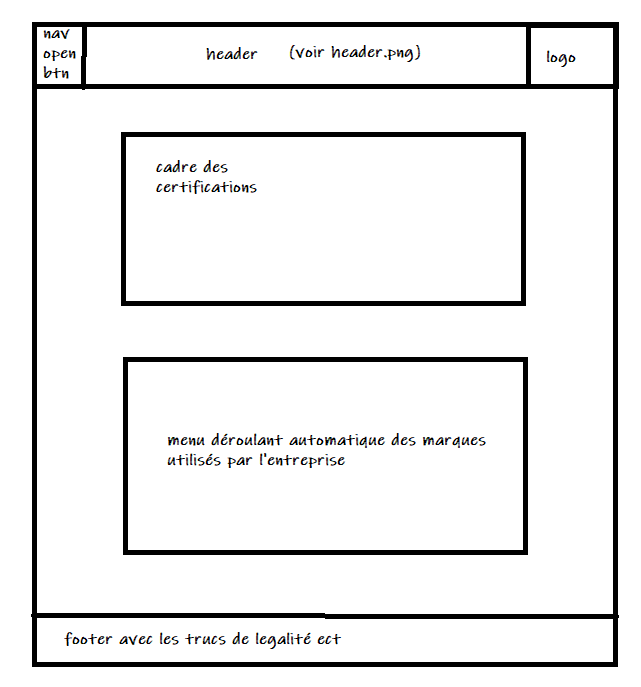 nav
open
btn
header (voir header.png)
logo
cadre des
certifications
menu déroulant automatique des marques
utilisés par l'entreprise
footer avec les trucs de legalité ect